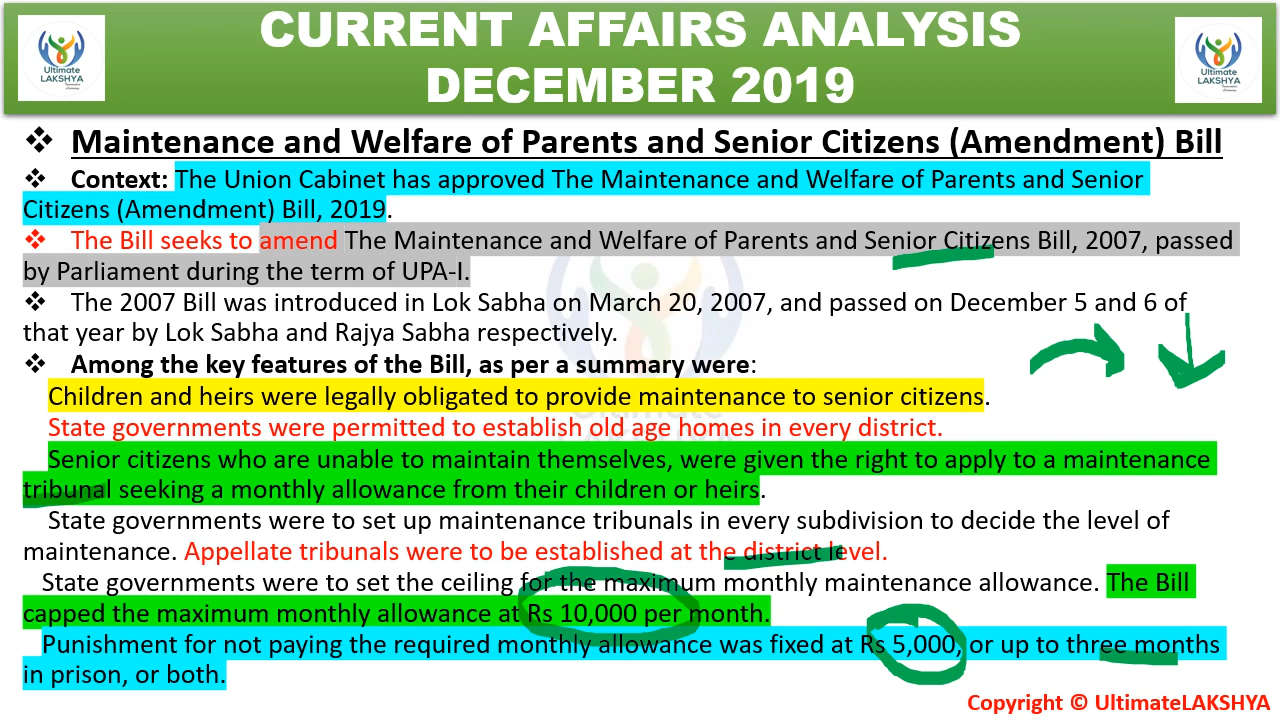 CURRENT AFFAIRS ANALYSIS
DECEMBER 2019
Ultimate
LAKSHYA
Ultimate
LAKSHYA
❖ Maintenance and Welfare of Parents and Senior Citizens (Amendment) Bill
❖ Context: The Union Cabinet has approved The Maintenance and Welfare of Parents and Senior
Citizens (Amendment) Bill, 2019.
❖ The Bill seeks to amend The Maintenance and Welfare of Parents and Senior Citizens Bill, 2007, passed
by Parliament during the term of UPA-I.
❖ The 2007 Bill was introduced in Lok Sabha on March 20, 2007, and passed on December 5 and 6 of
that year by Lok Sabha and Rajya Sabha respectively.
❖ Among the key features of the Bill, as per a summary were:
Children and heirs were legally obligated to provide maintenance to senior citizens.
State governments were permitted to establish old age homes in every district.
Senior citizens who are unable to maintain themselves, were given the right to apply to a maintenance
tribunal seeking a monthly allowance from their children or heirs.
State governments were to set up maintenance tribunals in every subdivision to decide the level of
maintenance. Appellate tribunals were to be established at the district level.
State governments were to set the ceiling for the maximum monthly maintenance allowance. The Bill
capped the maximum monthly allowance at Rs 10,000 per month.
Punishment for not paying the required monthly allowance was fixed at Rs 5,000, or up to three months
in prison, or both.
Copyright © UltimateLAKSHYA